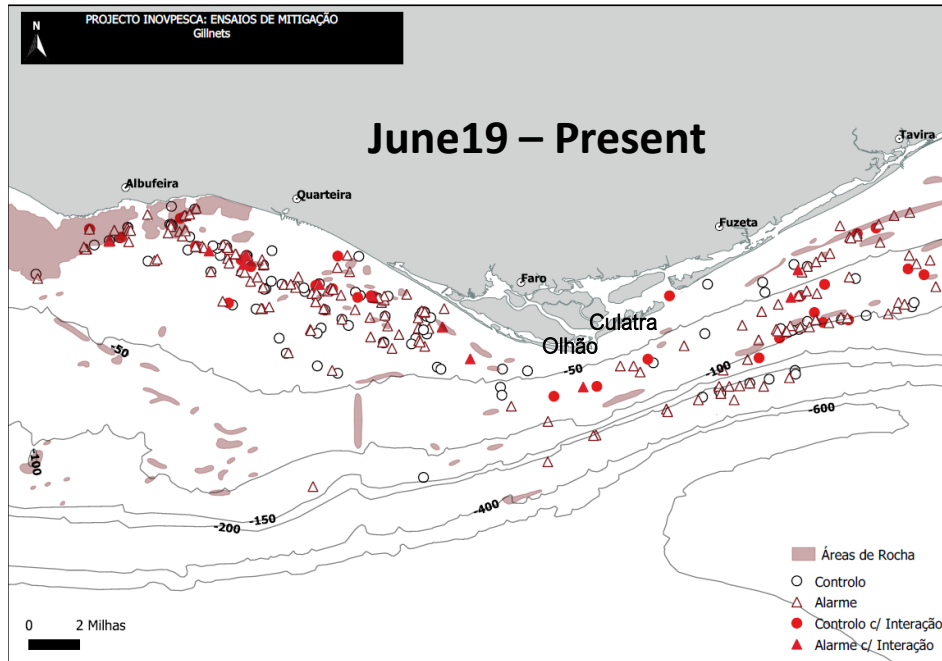 PROJECTO INOVPESCA: ENSAIOS DE MITIGAÇÃO
Gillnets
N
June19 – Present
Tavira
Albufeira
Quarteira
Fuzeta
Faro
Culatra
Olhão
-50
-50
-100
-600
-100
-150
-200
-400
Áreas de Rocha
Controlo
Alarme
Controlo c/ Interação
Alarme c/ Interação
0 2 Milhas